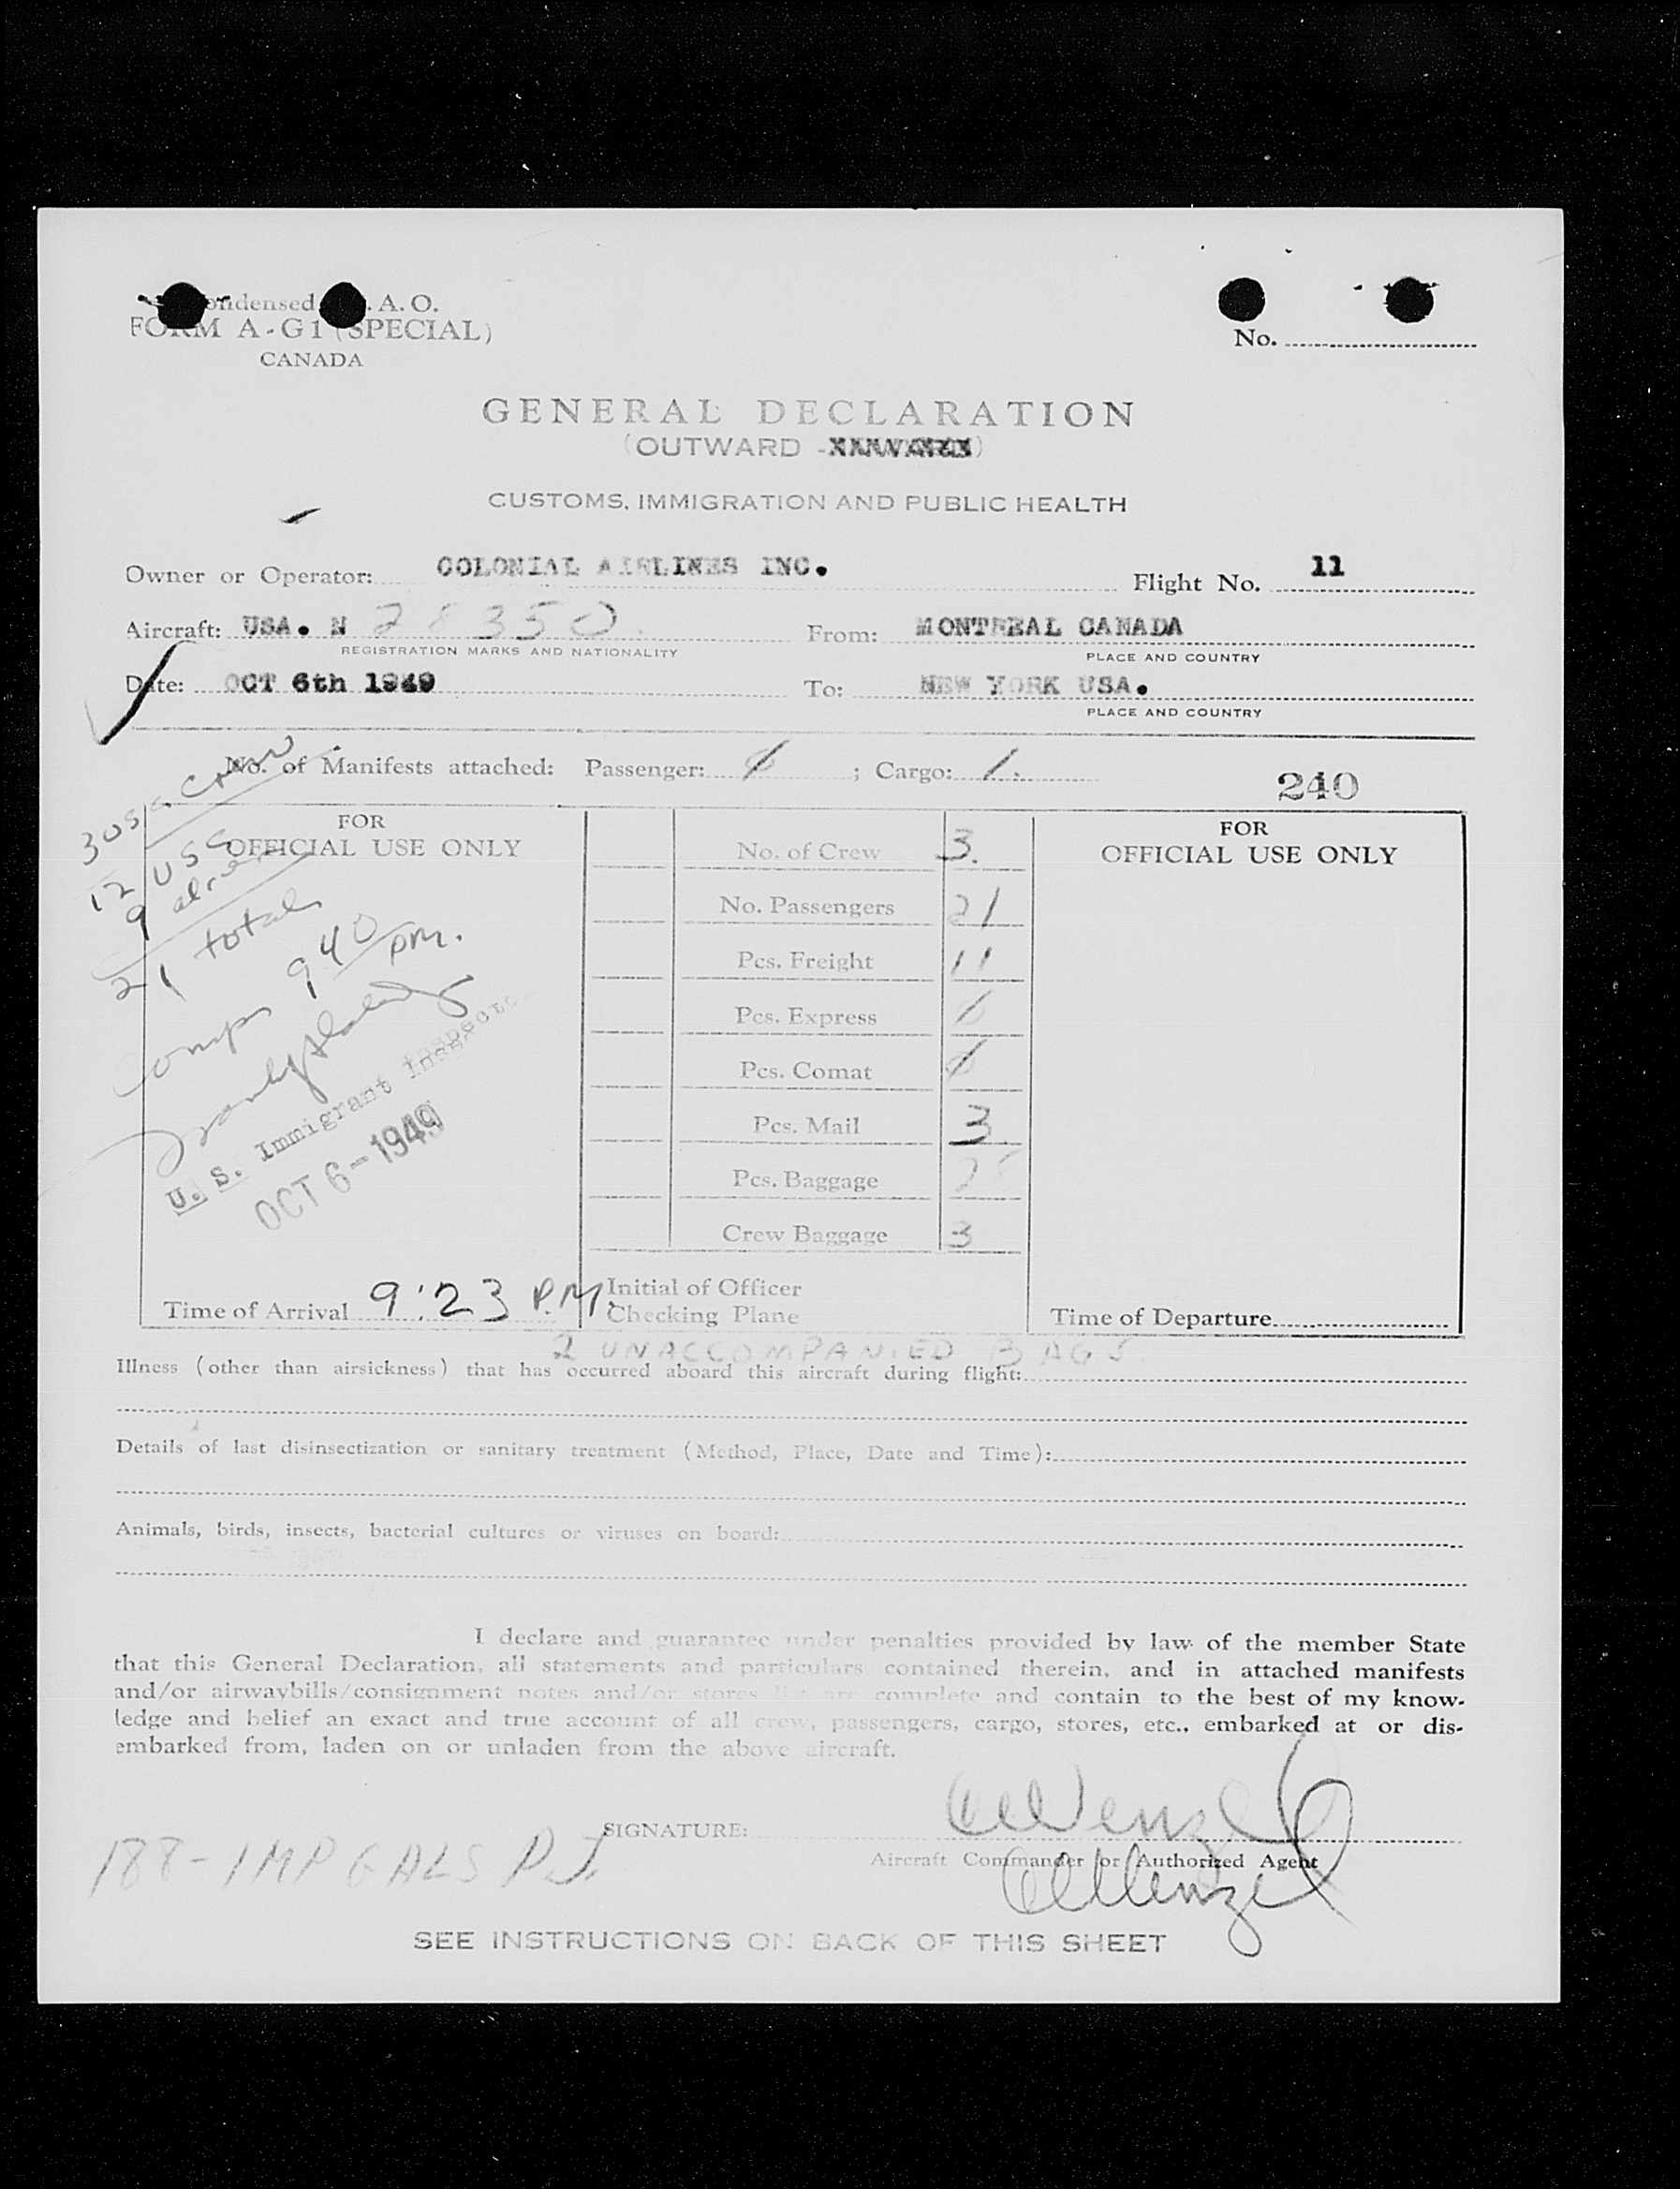 Condensed I.C.A.O.
FORM A-G1 (SPECIAL)
CANADA
No.
GENERAL DECLARATION
(OUTWARD -
CUSTOMS, IMMIGRATION AND PUBLIC HEALTH
Owner or Operator: COLONIAL AIRLINES INC. Flight No. 11
Aircraft: USA. N 28350 From: MONTREAL CANADA
REGISTRATION MARKS AND NATIONALITY PLACE AND COUNTRY
Date: OCT 6th 1949 To: NEW YORK USA.
PLACE AND COUNTRY
No. of Manifests attached: Passenger: ; Cargo: 1.
240
3 USA Crew
12 USC
9 aliens
21 total
Comp 9 40 pm.
U. S. Immigrant Inspector
OCT 6-1949
FOR
OFFICIAL USE ONLY
Time of Arrival 9:23 P.M.
No. of Crew 3.
No. Passengers 21
Pcs. Freight 11
Pcs. Express
Pcs. Comat
Pcs. Mail 3
Pcs. Baggage
Crew Baggage 3
Initial of Officer
Checking Plane
FOR
OFFICIAL USE ONLY
Time of Departure
2 UNACCOMPANIED BAGS
Illness (other than airsickness) that has occurred aboard this aircraft during flight:
Details of last disinsectization or sanitary treatment (Method, Place, Date and Time):
Animals, birds, insects, bacterial cultures or viruses on board:
I declare and guarantee under penalties provided by law of the member State
that this General Declaration, all statements and particulars contained therein, and in attached manifests
and/or airwaybills/consignment notes and/or stores list are complete and contain to the best of my know-
ledge and belief an exact and true account of all crew, passengers, cargo, stores, etc., embarked at or dis-
embarked from, laden on or unladen from the above aircraft.
SIGNATURE: CWenzel
Aircraft Commander or Authorized Agent
188-IMP GALS P.J.
SEE INSTRUCTIONS ON BACK OF THIS SHEET